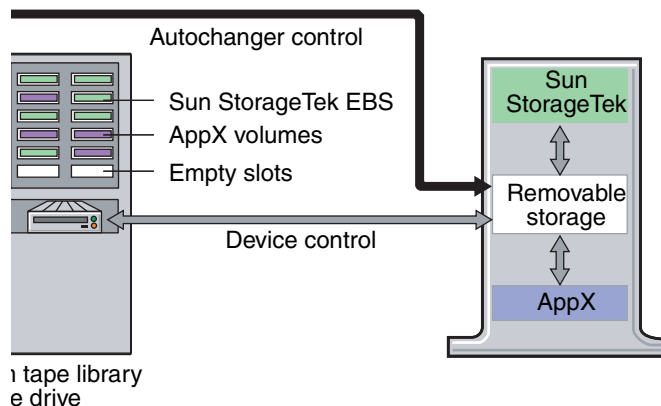 Autochanger control
Sun StorageTek EBS
AppX volumes
Empty slots
Device control
Sun
StorageTek
Removable
storage
AppX
tape library
drive